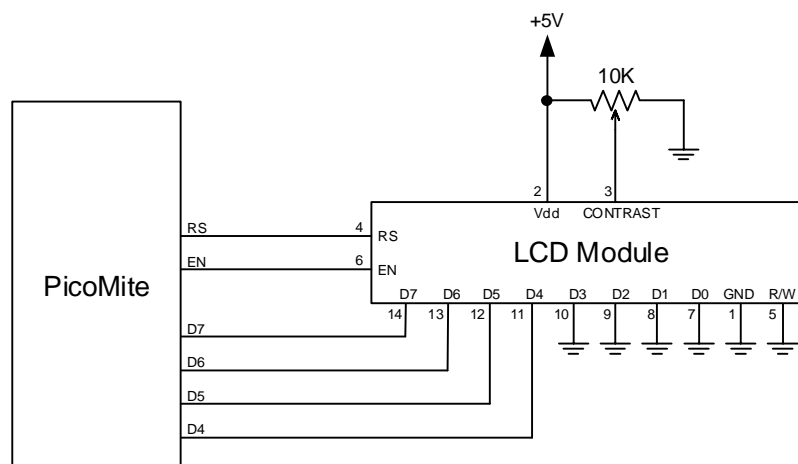 +5V
10K
2 3
Vdd CONTRAST
RS 4 RS
LCD Module
EN 6 EN
PicoMite
D7 D6 D5 D4 D3 D2 D1 D0 GND R/W
14 13 12 11 10 9 8 7 1 5
D7
D6
D5
D4